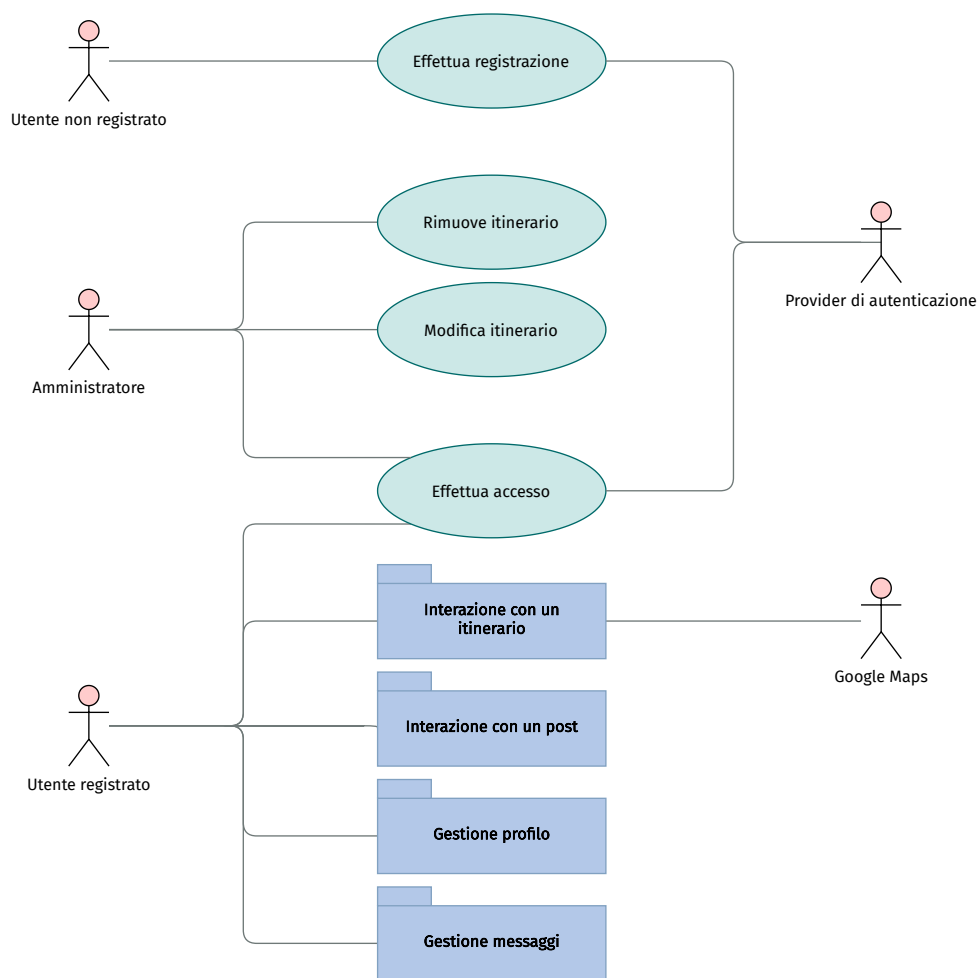 Effettua registrazione
Utente non registrato
Rimuove itinerario
Provider di autenticazione
Modifica itinerario
Amministratore
Effettua accesso
Interazione con un
itinerario
Google Maps
Interazione con un post
Utente registrato
Gestione profilo
Gestione messaggi